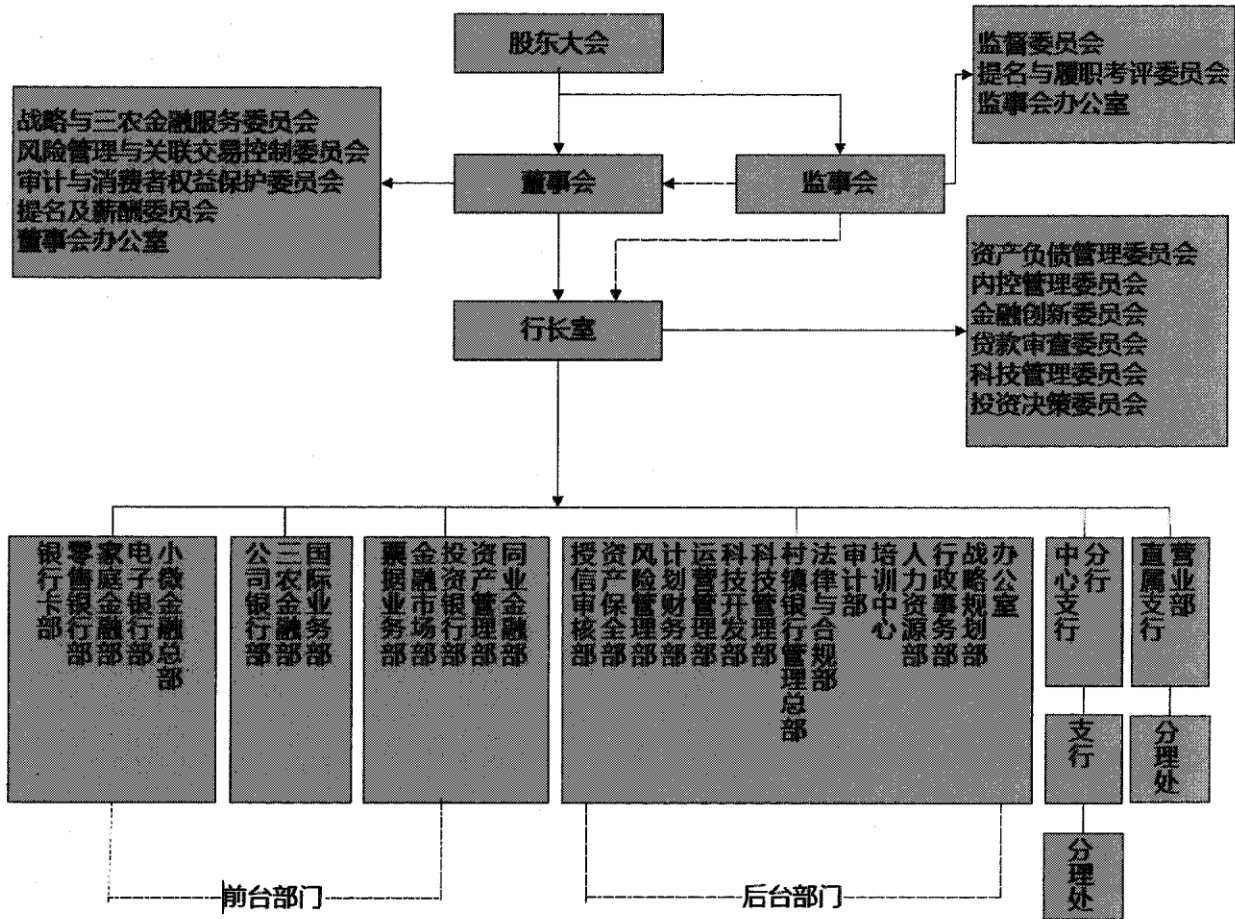 股东大会
监督委员会
提名与履职考评委员会
监事会办公室
战略与三农金融服务委员会
风险管理与关联交易控制委员会
审计与消费者权益保护委员会
提名及薪酬委员会
董事会办公室
董事会
监事会
资产负债管理委员会
内控管理委员会
金融创新委员会
贷款审查委员会
科技管理委员会
投资决策委员会
行长室
小微金融总部
电子银行部
家庭金融部
零售银行部
银行卡部
国际业务部
三农金融部
公司银行部
同业金融部
资产管理部
投资银行部
金融市场部
票据业务部
办公室
战略规划部
行政事务部
人力资源部
培训中心
审计部
法律与合规部
村镇银行管理总部
科技管理部
科技开发部
运营管理部
计划财务部
风险管理部
资产保全部
授信审核部
分行
中心支行
营业部
直属支行
支行
分理处
分理处
前台部门
后台部门